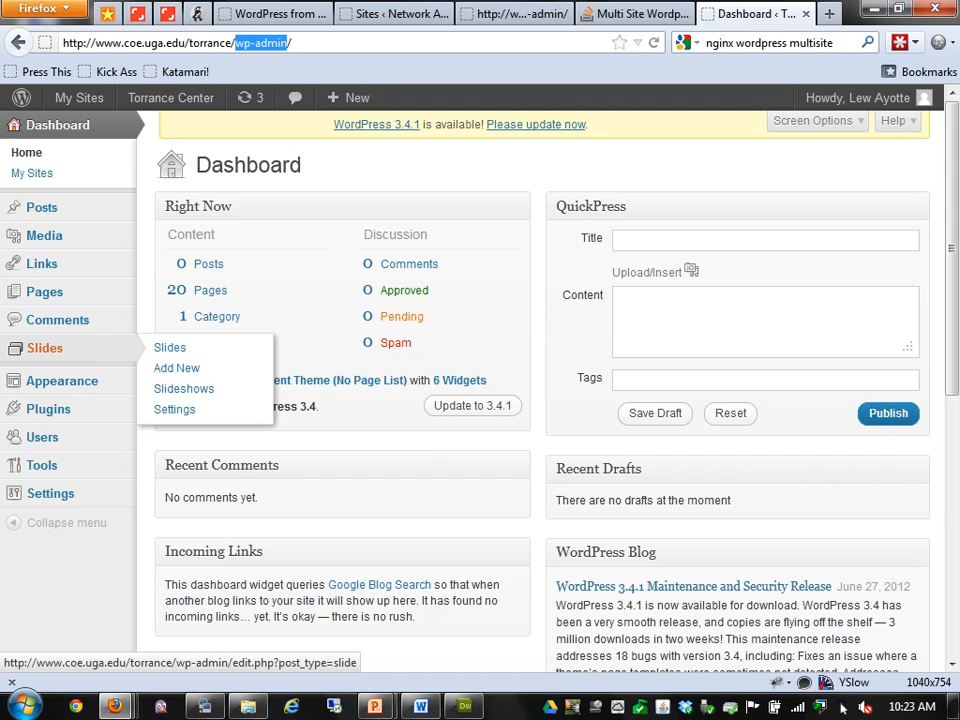 Firefox
WordPress from ...
Sites ‹ Network A...
http://w...-admin/
Multi Site Wordp...
Dashboard ‹ T...
http://www.coe.uga.edu/torrance/wp-admin/
nginx wordpress multisite
Press This
Kick Ass
Katamari!
Bookmarks
My Sites
Torrance Center
3
New
Howdy, Lew Ayotte
Dashboard
WordPress 3.4.1 is available! Please update now.
Screen Options
Help
Home
My Sites
Dashboard
Posts
Media
Links
Pages
Comments
Slides
Slides
Add New
Slideshows
Settings
Appearance
Plugins
Users
Tools
Settings
Collapse menu
Right Now
Content
Discussion
0 Posts
0 Comments
20 Pages
0 Approved
1 Category
0 Pending
0 Spam
ent Theme (No Page List) with 6 Widgets
ress 3.4.
Update to 3.4.1
QuickPress
Title
Upload/Insert
Content
Tags
Save Draft
Reset
Publish
Recent Comments
No comments yet.
Recent Drafts
There are no drafts at the moment
Incoming Links
This dashboard widget queries Google Blog Search so that when
another blog links to your site it will show up here. It has found no
incoming links… yet. It's okay — there is no rush.
WordPress Blog
WordPress 3.4.1 Maintenance and Security Release June 27, 2012
WordPress 3.4.1 is now available for download. WordPress 3.4 has
been a very smooth release, and copies are flying off the shelf — 3
million downloads in two weeks! This maintenance release
addresses 18 bugs with version 3.4, including: Fixes an issue where a
theme's page templates were sometimes not detected. Addresses
http://www.coe.uga.edu/torrance/wp-admin/edit.php?post_type=slide
YSlow
1040x754
10:23 AM